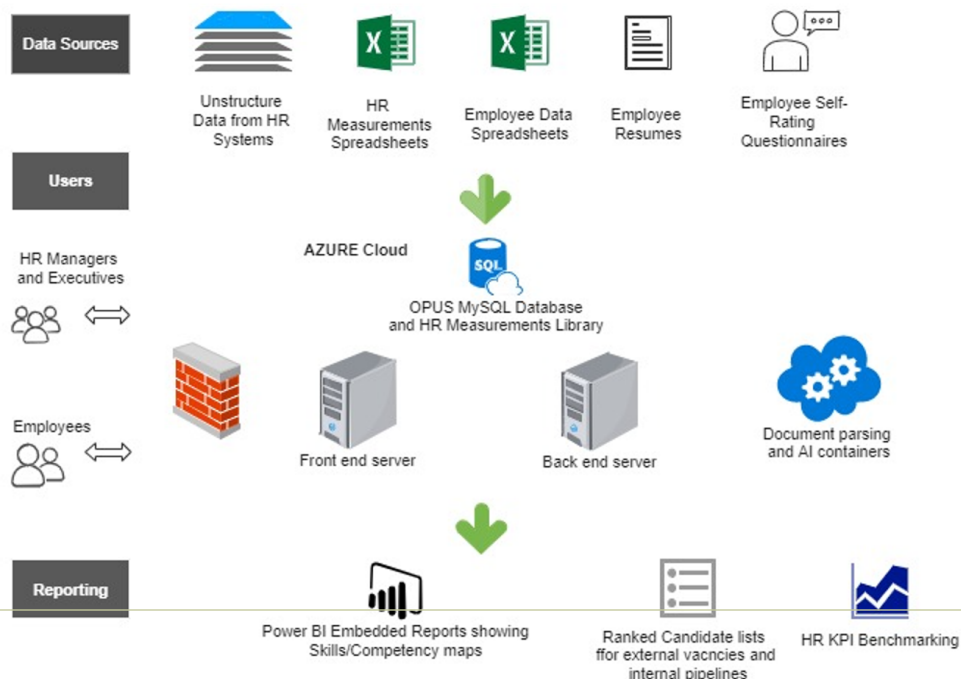 Data Sources
Unstructure
Data from HR
Systems
X
HR
Measurements
Spreadsheets
X
Employee Data
Spreadsheets
Employee
Resumes
Employee Self-
Rating
Questionnaires
Users
HR Managers
and Executives
AZURE Cloud
SQL
OPUS MySQL Database
and HR Measurements Library
Employees
Front end server
Back end server
Document parsing
and AI containers
Reporting
Power BI Embedded Reports showing
Skills/Competency maps
Ranked Candidate lists
ffor external vacncies and
internal pipelines
HR KPI Benchmarking